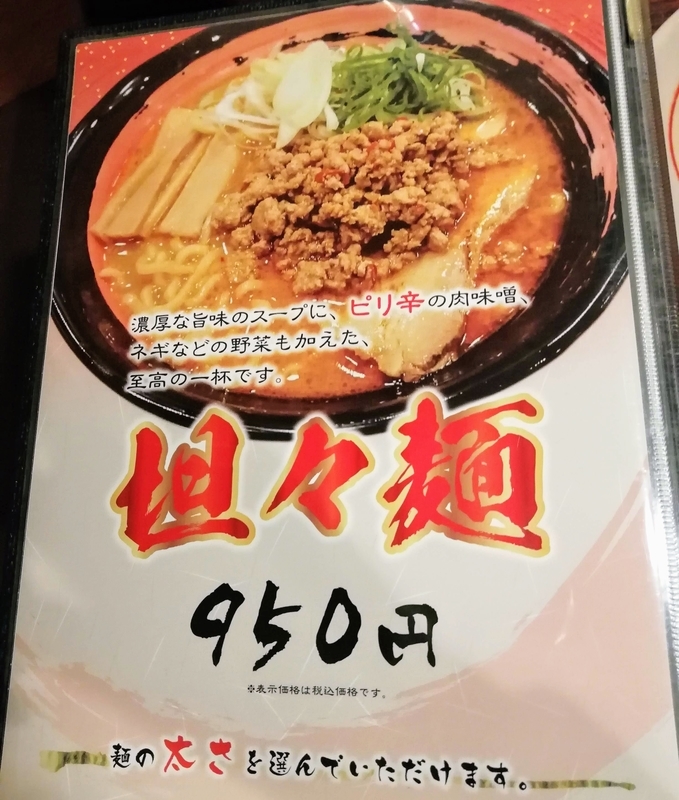 濃厚な旨味のスープに、ピリ辛の肉味噌、
ネギなどの野菜も加えた、
至高の一杯です。
坦々麺
950円
※表示価格は税込価格です。
麺の太さを選んでいただけます。